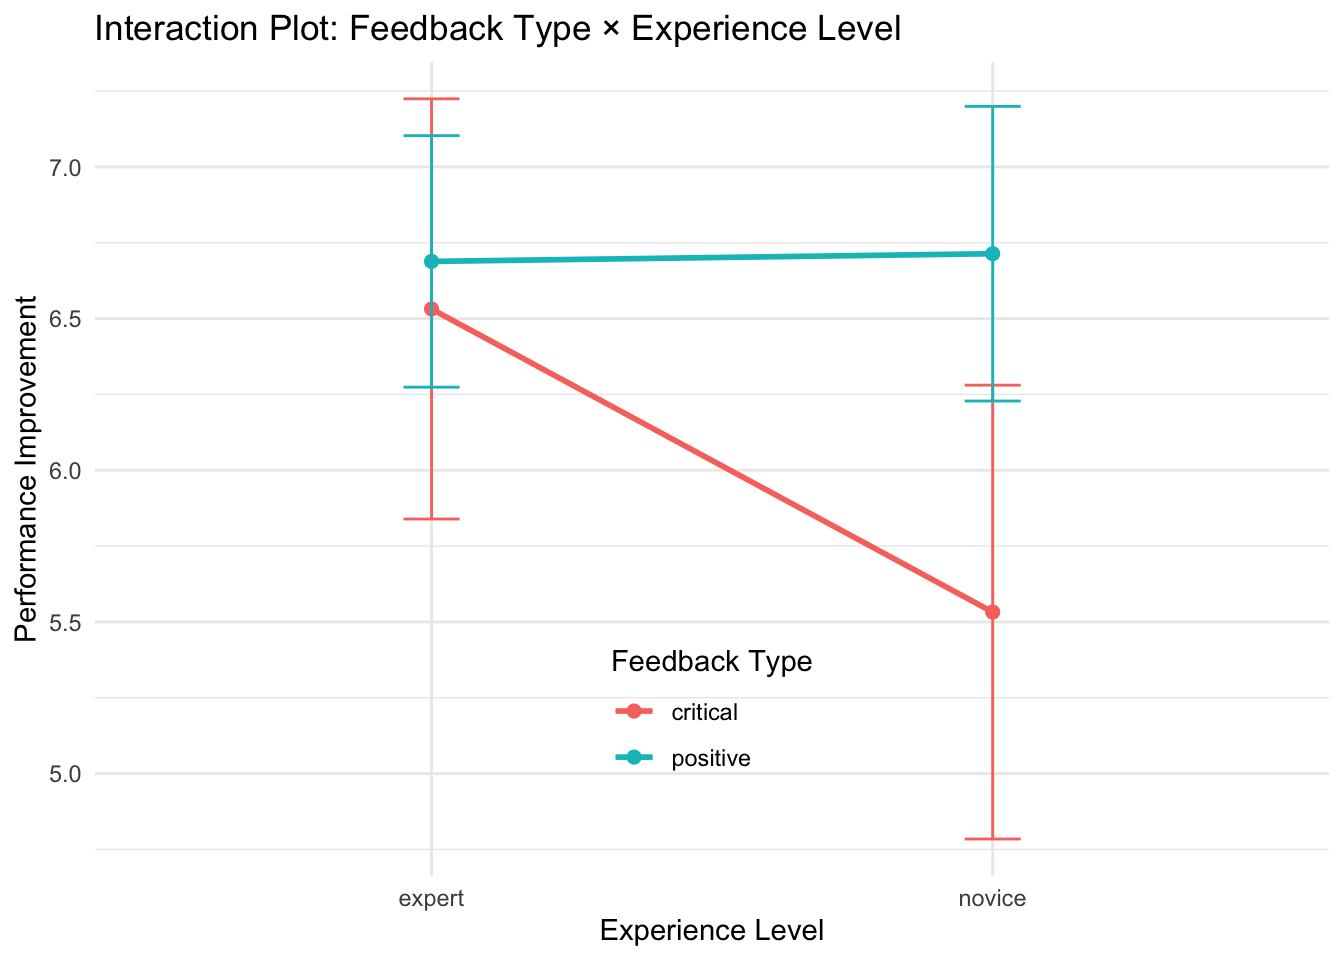 Interaction Plot: Feedback Type × Experience Level
Performance Improvement
7.0
6.5
6.0
5.5
5.0
Feedback Type
critical
positive
expert
novice
Experience Level